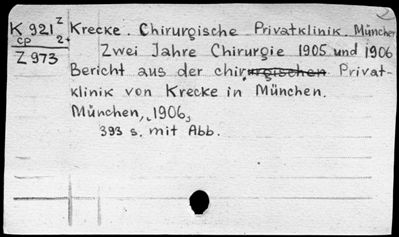 K 921 z Krecke. Chirurgische Privatklinik. München
cp 2+
Z 973 Zwei Jahre Chirurgie 1905 und 1906
Bericht aus der chirurgischen Privat-
klinik von Krecke in München.
München, 1906,
393 s. mit Abb.